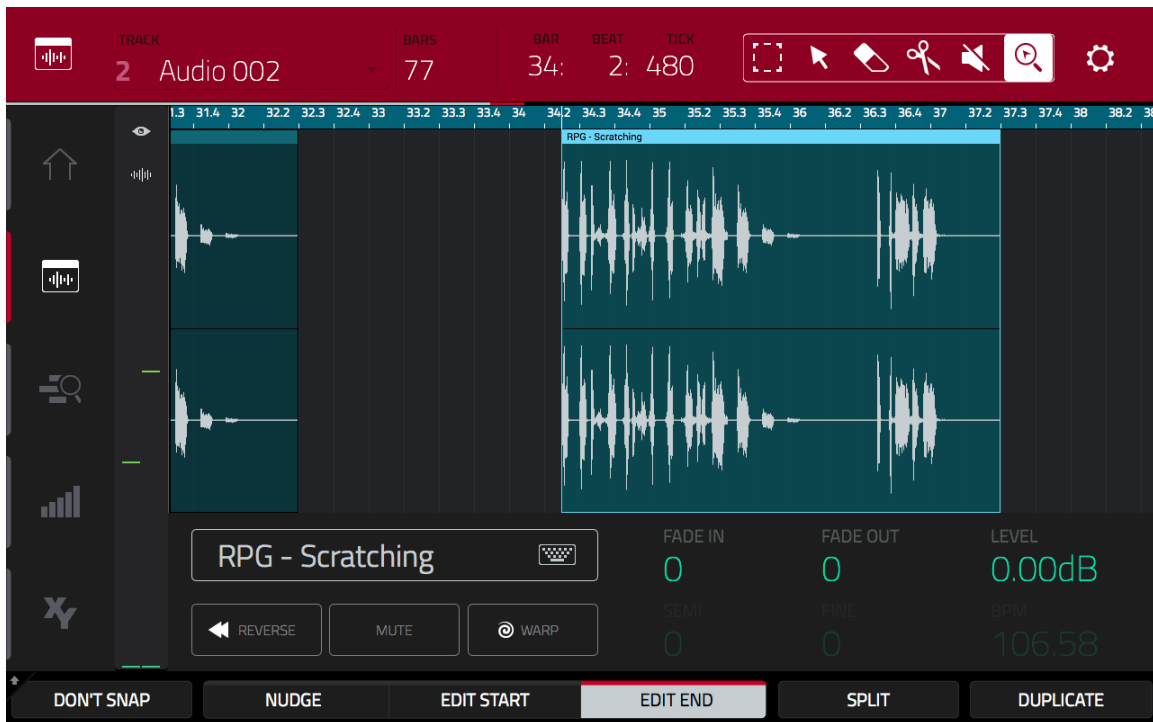 TRACK BARS BAR BEAT TICK
2 Audio 002 77 34: 2: 480
1.3 31.4 32 32.2 32.3 32.4 33 33.2 33.3 33.4 34 34.2 34.3 34.4 35 35.2 35.3 35.4 36 36.2 36.3 36.4 37 37.2 37.3 37.4 38 38.2 38
RPG - Scratching
FADE IN FADE OUT LEVEL
RPG - Scratching 0 0 0.00dB
SEMI FINE BPM
REVERSE MUTE WARP 0 0 106.58
DON'T SNAP NUDGE EDIT START EDIT END SPLIT DUPLICATE